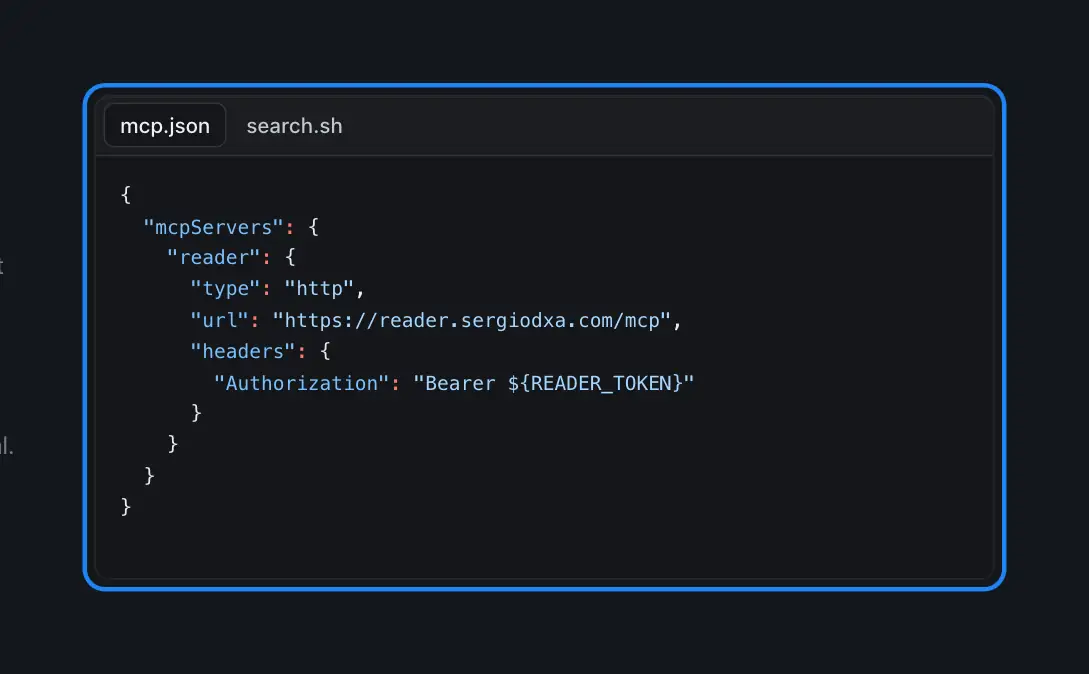 mcp.json search.sh
{
  "mcpServers": {
    "reader": {
      "type": "http",
      "url": "https://reader.sergiodxa.com/mcp",
      "headers": {
        "Authorization": "Bearer ${READER_TOKEN}"
      }
    }
  }
}